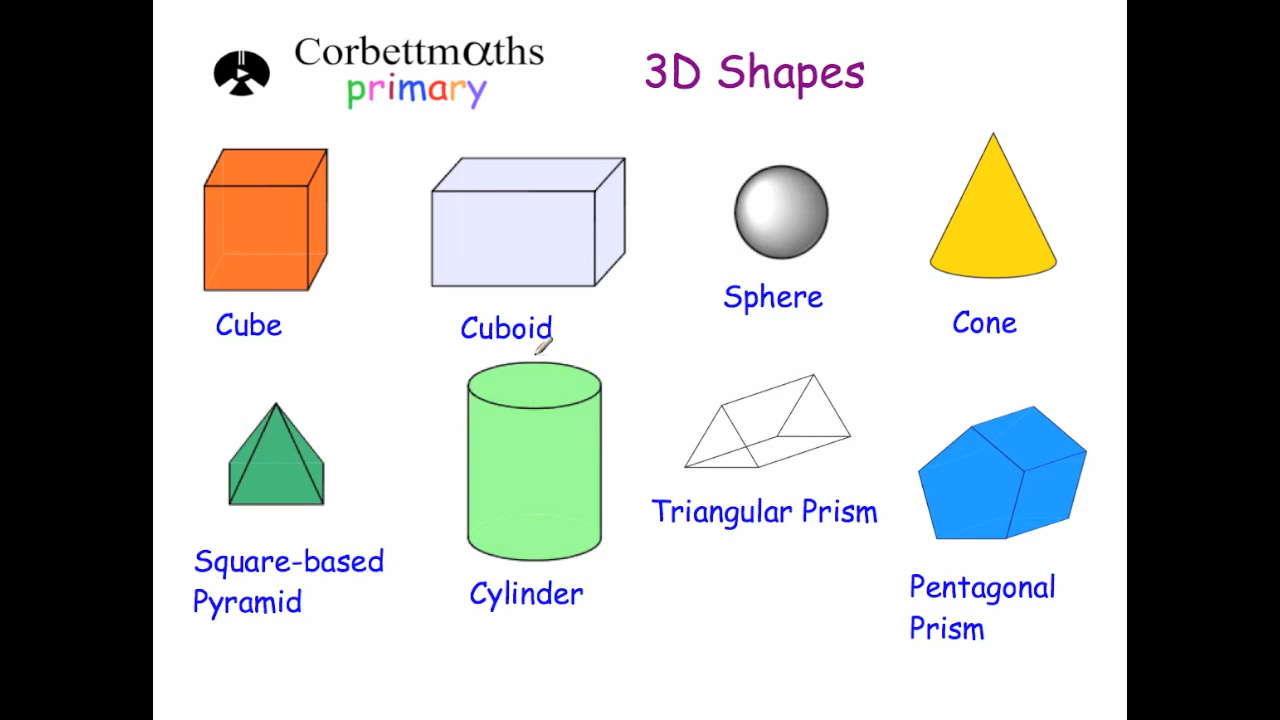 Corbettmαths
primary
3D Shapes
Cube
Cuboid
Sphere
Cone
Square-based
Pyramid
Cylinder
Triangular Prism
Pentagonal
Prism